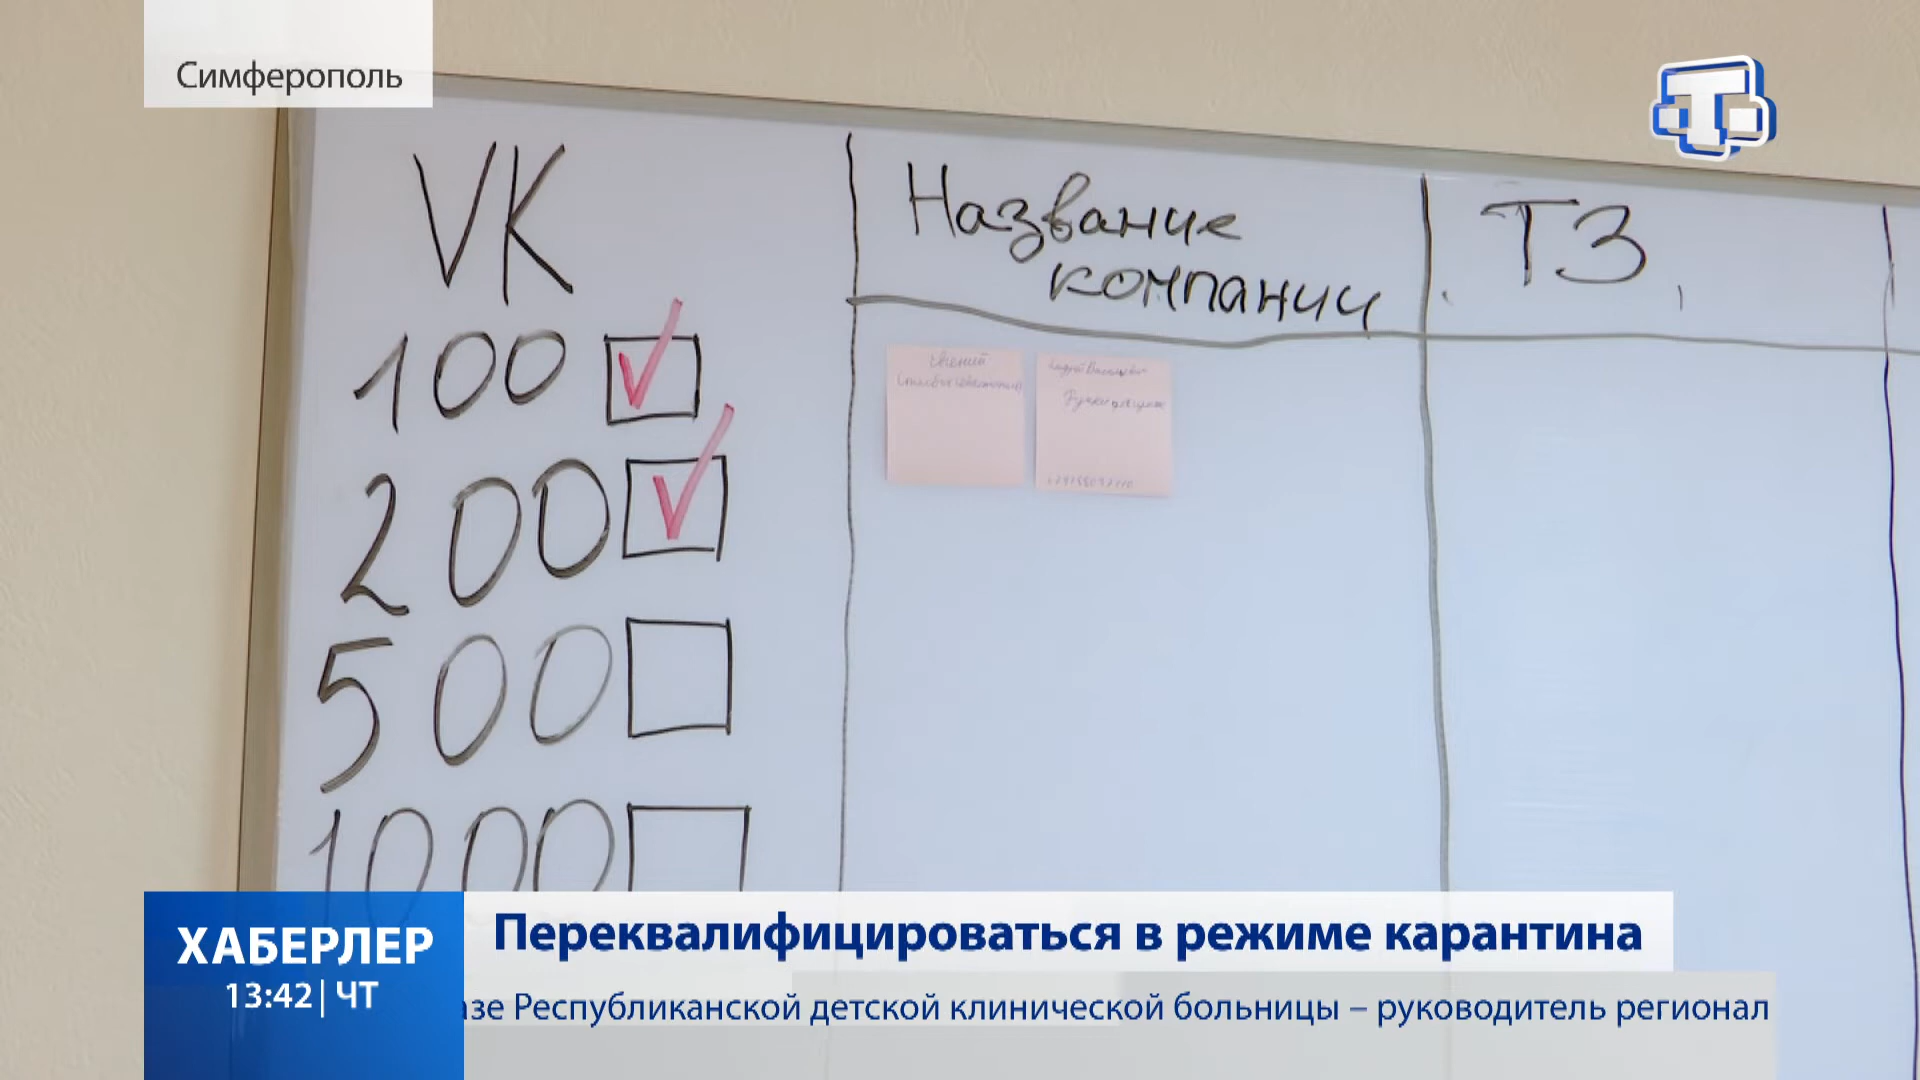 Симферополь
Т
VK
100
200
500
1000
Название
компании
ТЗ
ХАБЕРЛЕР
13:42 | ЧТ
Переквалифицироваться в режиме карантина
азе Республиканской детской клинической больницы – руководитель регионал